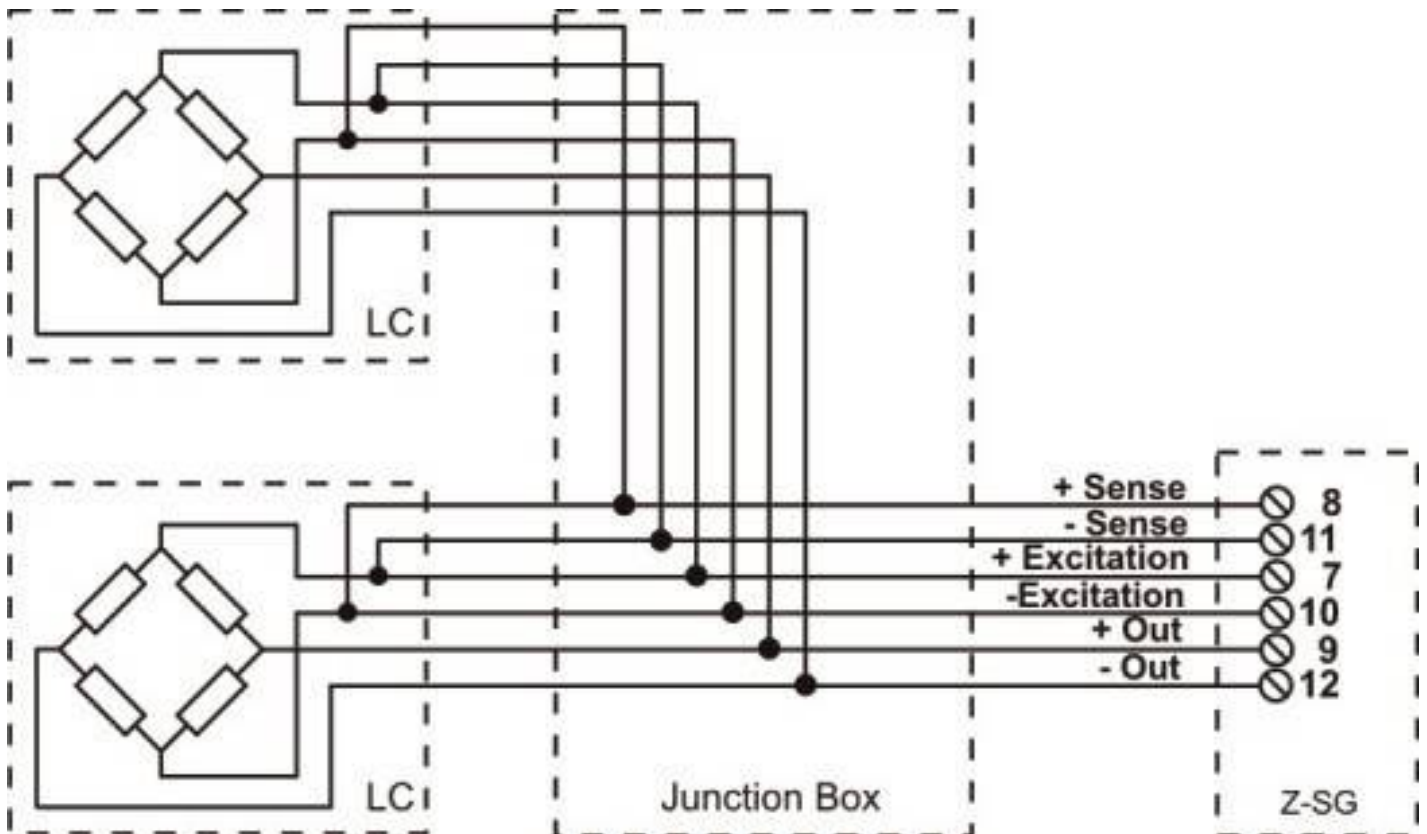 LC
+ Sense 8
- Sense 11
+ Excitation 7
-Excitation 10
+ Out 9
- Out 12
LC
Junction Box
Z-SG